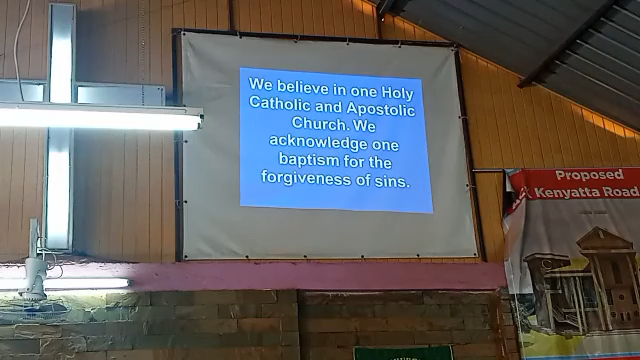 We believe in one Holy
Catholic and Apostolic
Church. We
acknowledge one
baptism for the
forgiveness of sins.
Proposed
Kenyatta Road